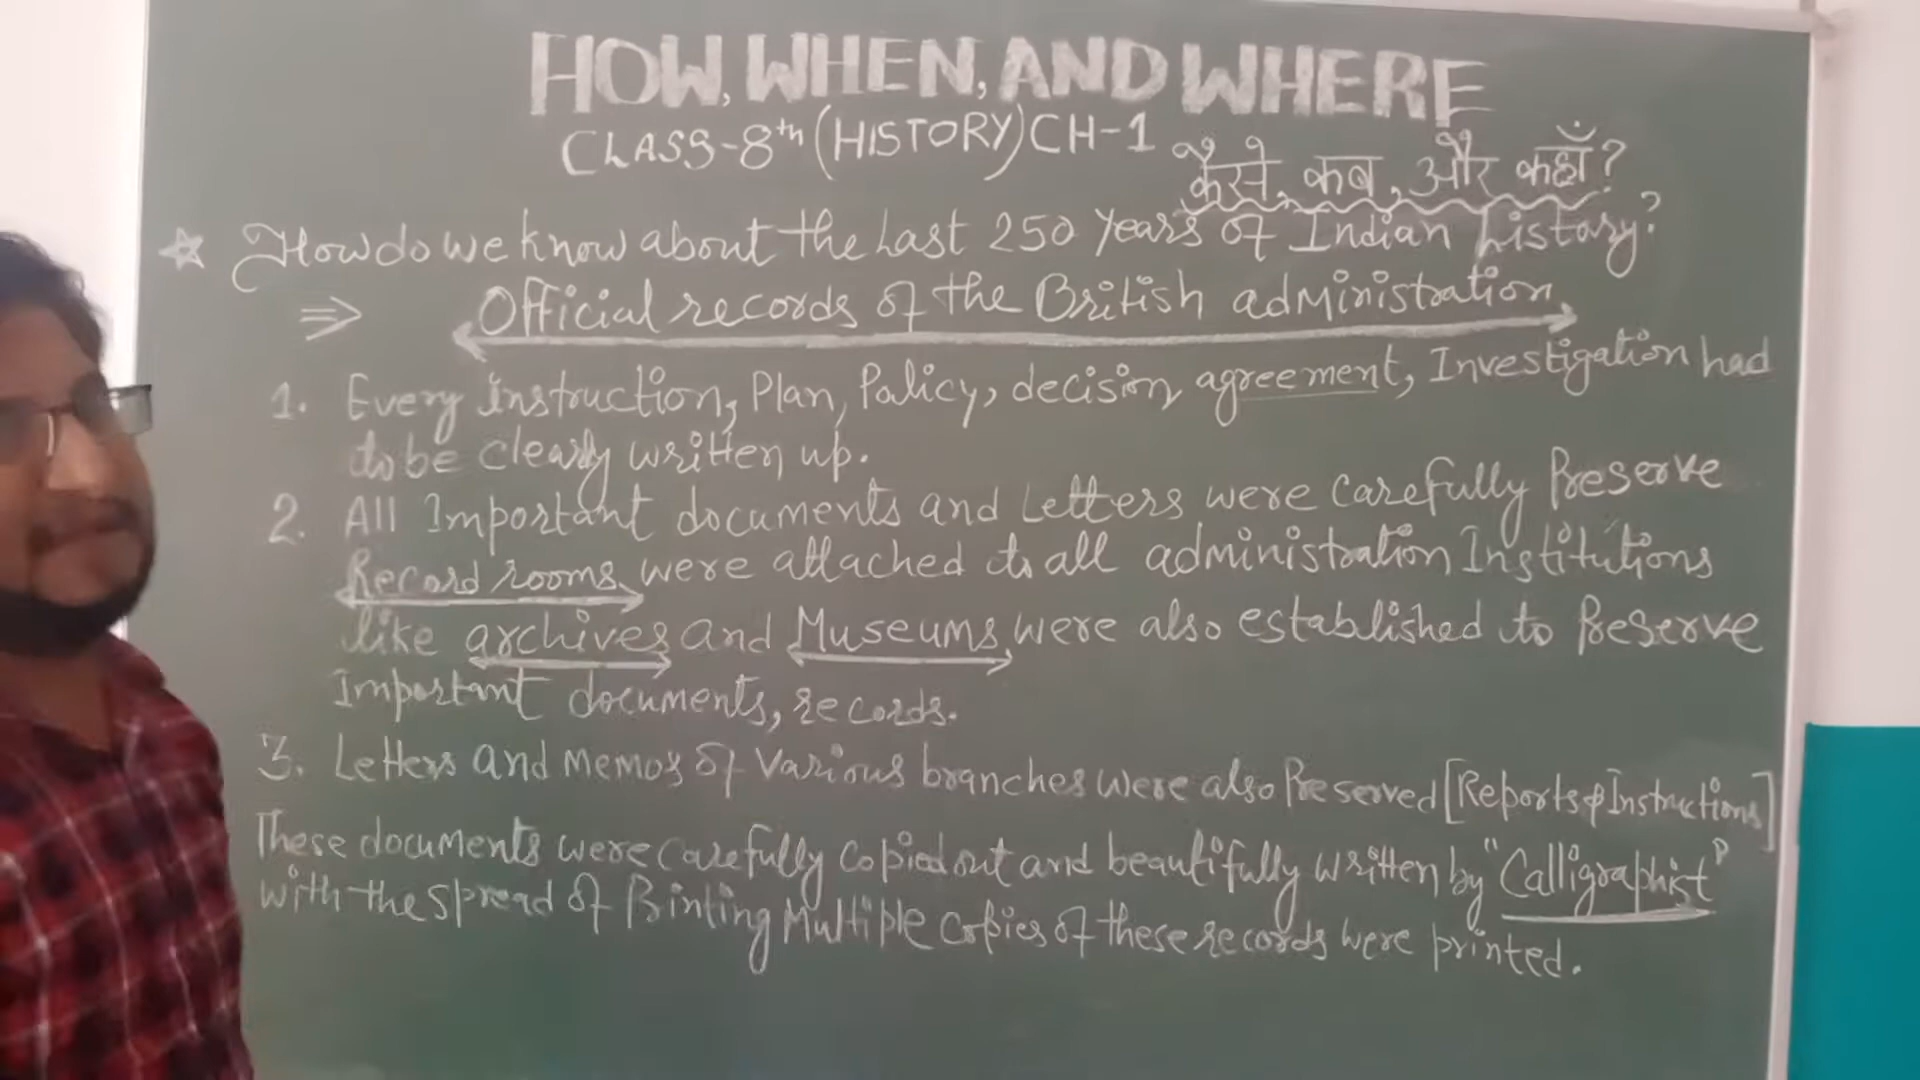 HOW, WHEN, AND WHERE
CLASS-8th (HISTORY) CH-1
कैसे, कब, और कहाँ?
How do we know about the Last 250 Years of Indian history?
⇒ Official records of the British administration
1. Every instruction, Plan, Policy, decision, agreement, Investigation had
to be clearly written up.
2. All Important documents and Letters were carefully Preserve
Record rooms were attached to all administration Institutions
like archives and Museums were also established to Preserve
Important documents, records.
3. Letters and Memos of Various branches were also Preserved [Reports & Instructions]
These documents were carefully copied out and beautifully written by "Calligraphist"
with the spread of Printing Multiple copies of these records were printed.